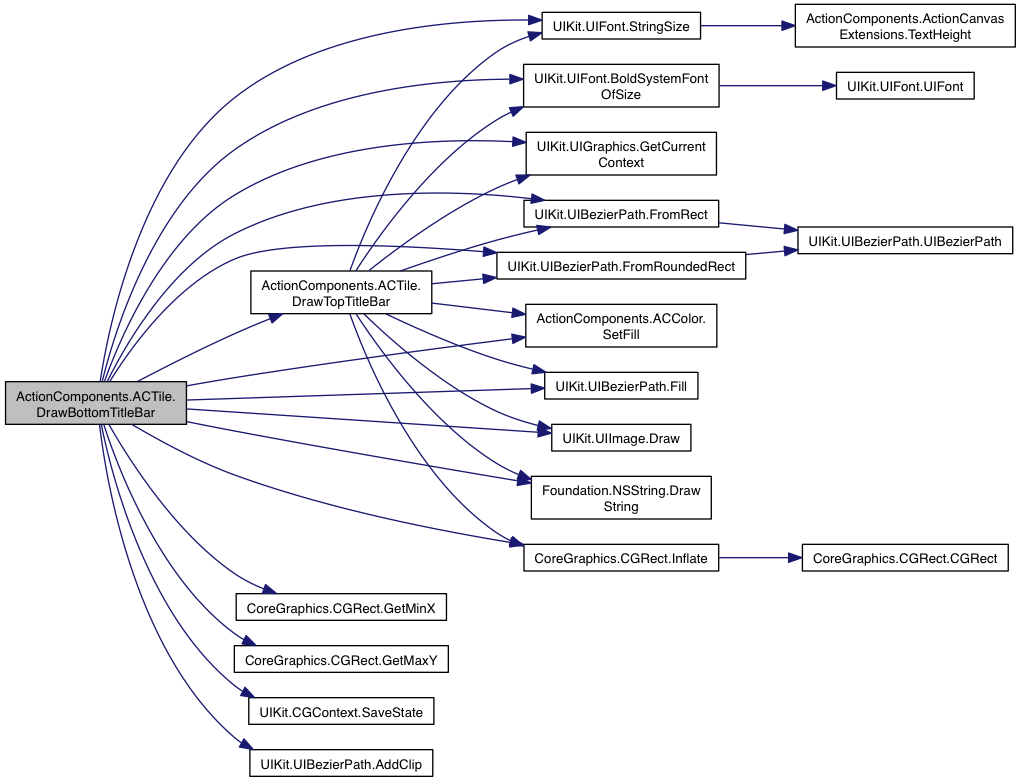 ActionComponents.ACTile.
DrawBottomTitleBar
ActionComponents.ACTile.
DrawTopTitleBar
CoreGraphics.CGRect.GetMinX
CoreGraphics.CGRect.GetMaxY
UIKit.CGContext.SaveState
UIKit.UIBezierPath.AddClip
UIKit.UIFont.StringSize
UIKit.UIFont.BoldSystemFont
OfSize
UIKit.UIGraphics.GetCurrent
Context
UIKit.UIBezierPath.FromRect
UIKit.UIBezierPath.FromRoundedRect
ActionComponents.ACColor.
SetFill
UIKit.UIBezierPath.Fill
UIKit.UIImage.Draw
Foundation.NSString.Draw
String
CoreGraphics.CGRect.Inflate
ActionComponents.ActionCanvas
Extensions.TextHeight
UIKit.UIFont.UIFont
UIKit.UIBezierPath.UIBezierPath
CoreGraphics.CGRect.CGRect